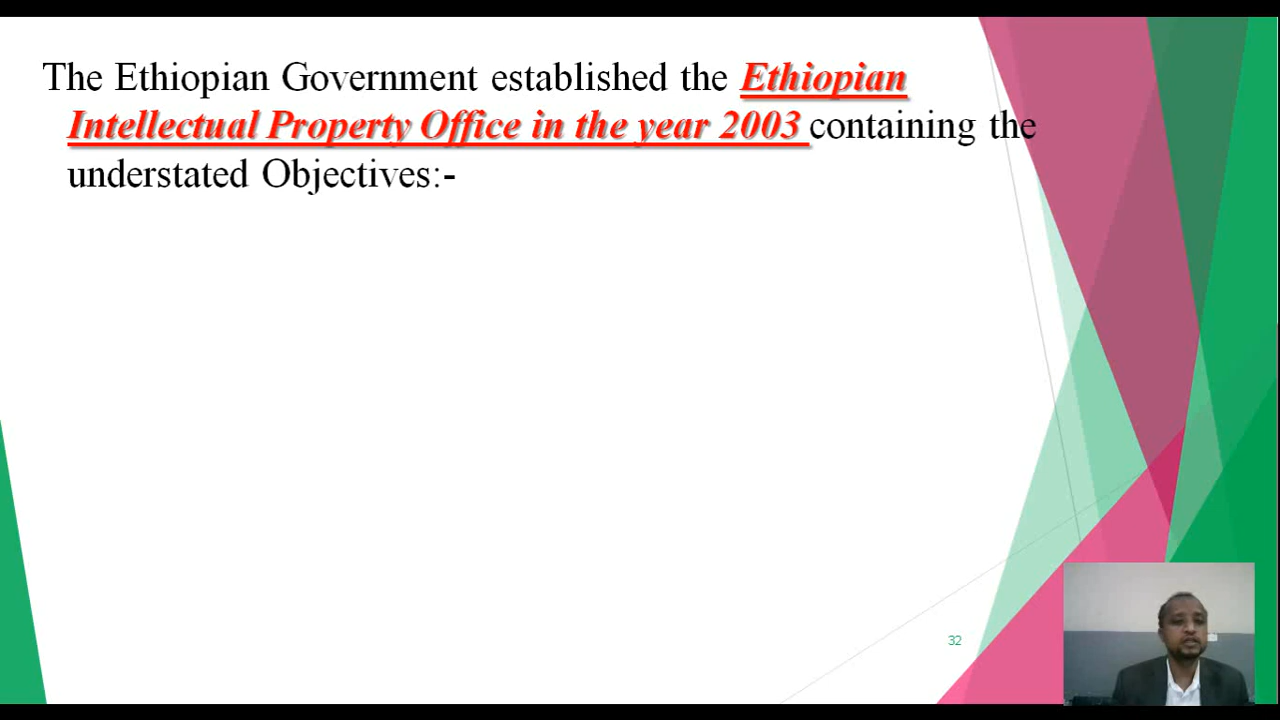 The Ethiopian Government established the Ethiopian
Intellectual Property Office in the year 2003 containing the
understated Objectives:-
32